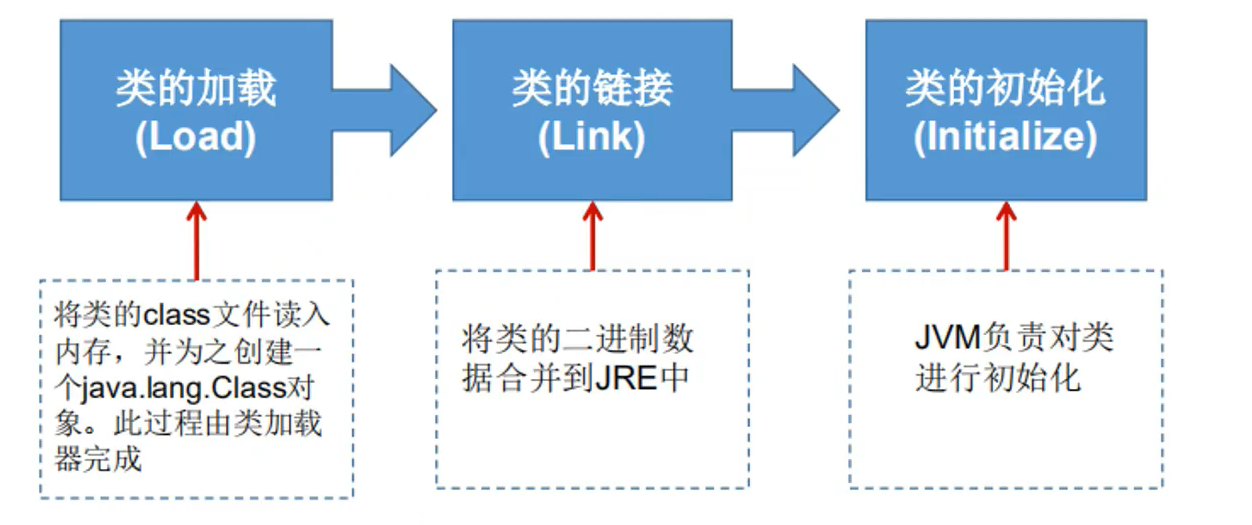 类的加载
(Load)
类的链接
(Link)
类的初始化
(Initialize)
将类的class文件读入
内存，并为之创建一
个java.lang.Class对
象。此过程由类加载
器完成
将类的二进制数
据合并到JRE中
JVM负责对类
进行初始化